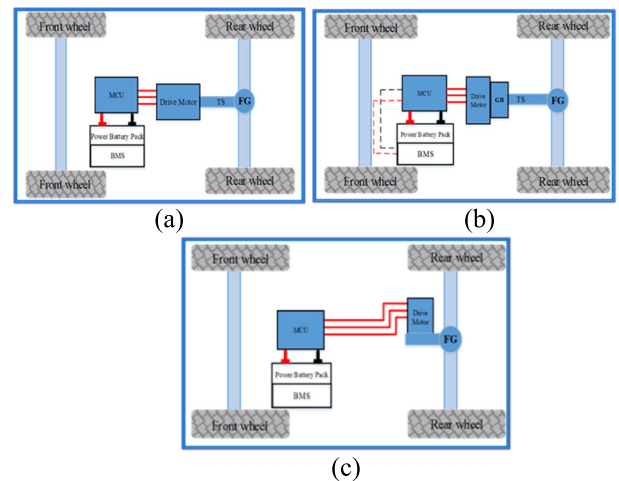 Front wheel
Rear wheel
MCU
Drive Motor
TS
FG
Power Battery Pack
BMS
Front wheel
Rear wheel
(a)
Front wheel
Rear wheel
MCU
Drive
Motor
GB
TS
FG
Power Battery Pack
BMS
Front wheel
Rear wheel
(b)
Front wheel
Rear wheel
Drive
Motor
MCU
FG
Power Battery Pack
BMS
Front wheel
Rear wheel
(c)